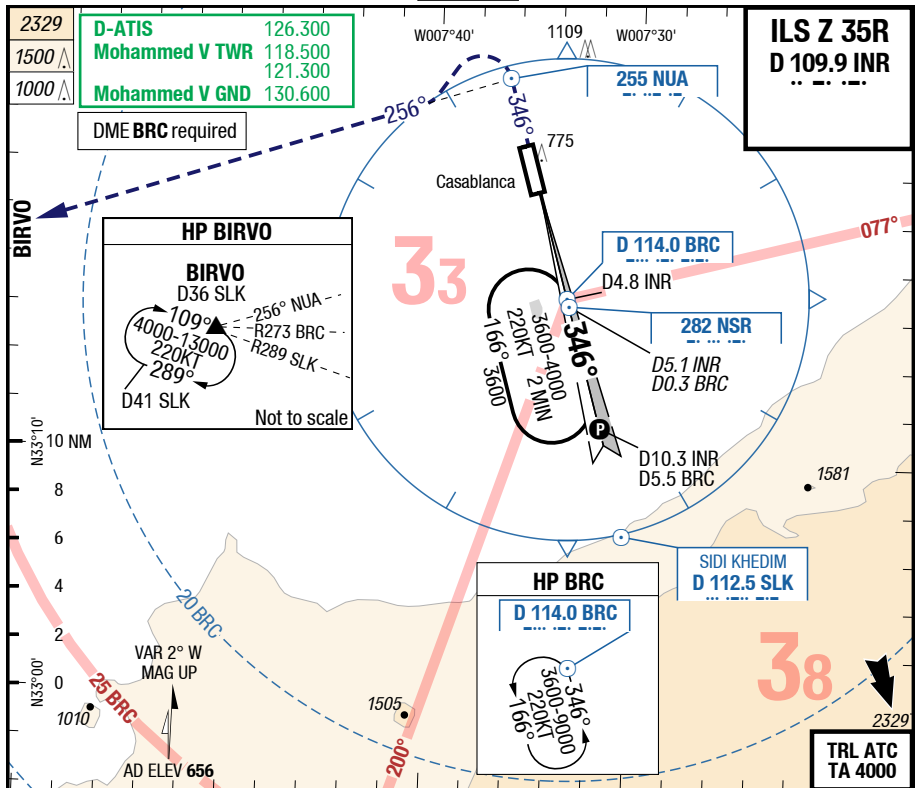 2329
1500
1000
D-ATIS 126.300
Mohammed V TWR 118.500
121.300
Mohammed V GND 130.600
DME BRC required
W007°40'
1109
W007°30'
255 NUA
ILS Z 35R
D 109.9 INR
256°
346°
775
Casablanca
BIRVO
HP BIRVO
BIRVO
D36 SLK
109°
4000-13000
220KT
289°
D41 SLK
256° NUA
R273 BRC
R289 SLK
Not to scale
33
077°
D 114.0 BRC
D4.8 INR
282 NSR
D5.1 INR
D0.3 BRC
346°
3600-4000
220KT 2 MIN
166° 3600
P
D10.3 INR
D5.5 BRC
N33°10'
10 NM
8
6
4
2
0
N33°00'
1581
SIDI KHEDIM
D 112.5 SLK
20 BRC
25 BRC
VAR 2° W
MAG UP
1010
AD ELEV 656
1505
200°
HP BRC
D 114.0 BRC
346°
3600-9000
220KT
166°
38
2329
TRL ATC
TA 4000